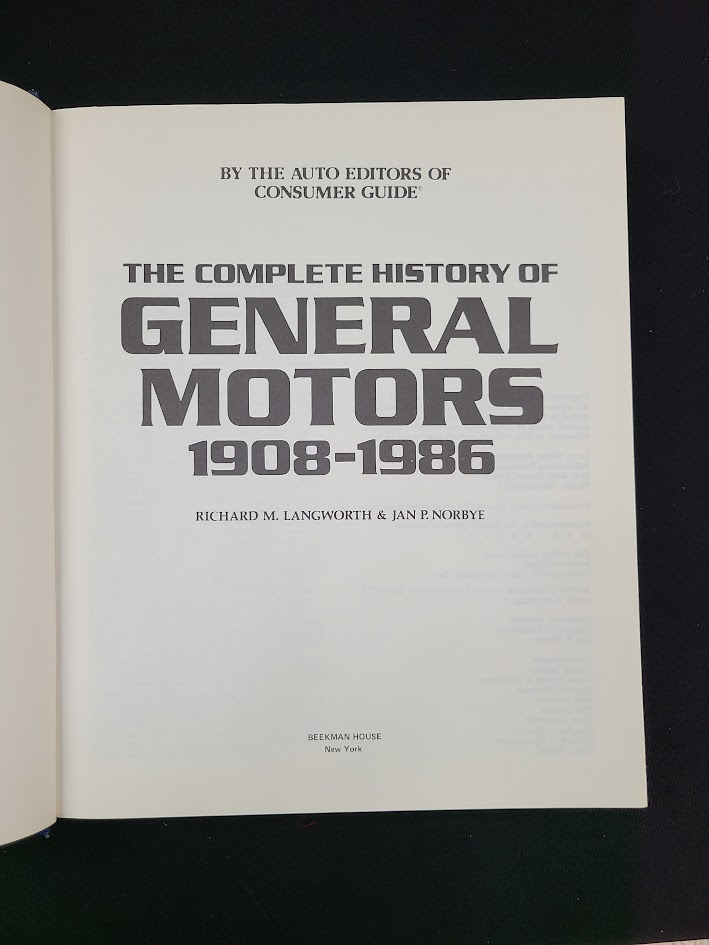 BY THE AUTO EDITORS OF
CONSUMER GUIDE®
THE COMPLETE HISTORY OF
GENERAL
MOTORS
1908-1986
RICHARD M. LANGWORTH & JAN P. NORBYE
BEEKMAN HOUSE
New York